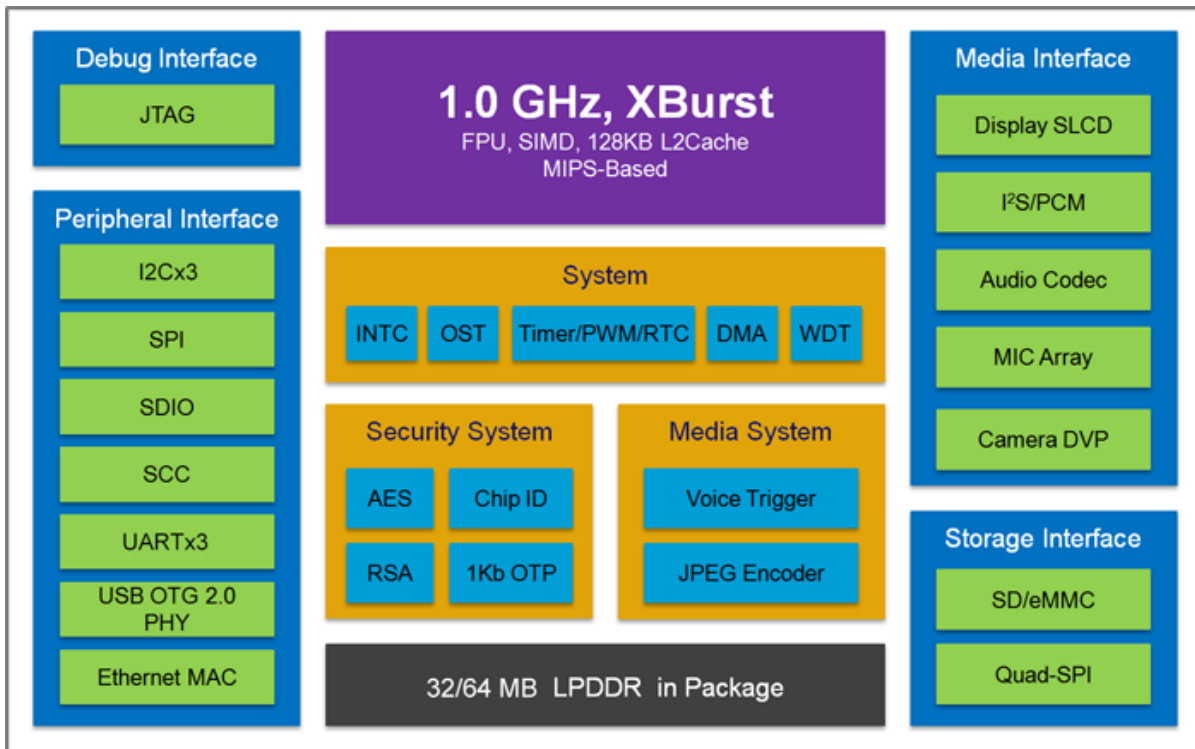 Debug Interface
JTAG
Peripheral Interface
I2Cx3
SPI
SDIO
SCC
UARTx3
USB OTG 2.0
PHY
Ethernet MAC
1.0 GHz, XBurst
FPU, SIMD, 128KB L2Cache
MIPS-Based
System
INTC
OST
Timer/PWM/RTC
DMA
WDT
Security System
AES
Chip ID
RSA
1Kb OTP
Media System
Voice Trigger
JPEG Encoder
32/64 MB LPDDR in Package
Media Interface
Display SLCD
I²S/PCM
Audio Codec
MIC Array
Camera DVP
Storage Interface
SD/eMMC
Quad-SPI